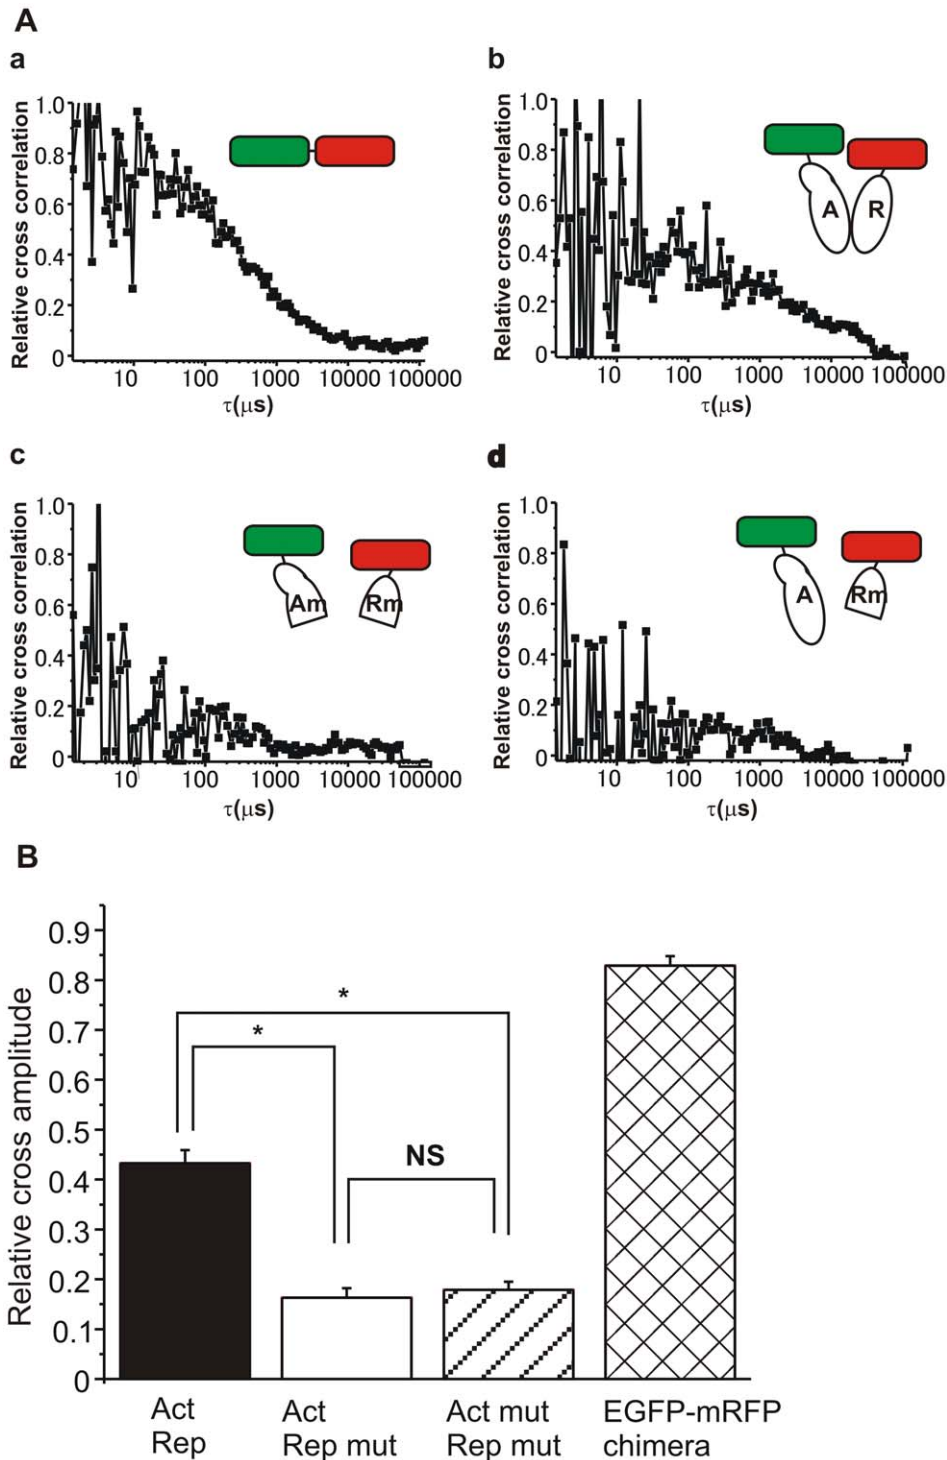 A
a
b
Relative cross correlation
1.0
0.8
0.6
0.4
0.2
0
10 100 1000 10000 100000
τ(μs)
Relative cross correlation
1.0
0.8
0.6
0.4
0.2
0
A R
10 100 1000 10000 100000
τ(μs)
c
d
Relative cross correlation
1.0
0.8
0.6
0.4
0.2
0
Am Rm
10 100 1000 10000 100000
τ(μs)
Relative cross correlation
1.0
0.8
0.6
0.4
0.2
0
A Rm
10 100 1000 10000 100000
τ(μs)
B
Relative cross amplitude
0.9
0.8
0.7
0.6
0.5
0.4
0.3
0.2
0.1
0
*
*
NS
Act
Rep
Act
Rep mut
Act mut
Rep mut
EGFP-mRFP
chimera